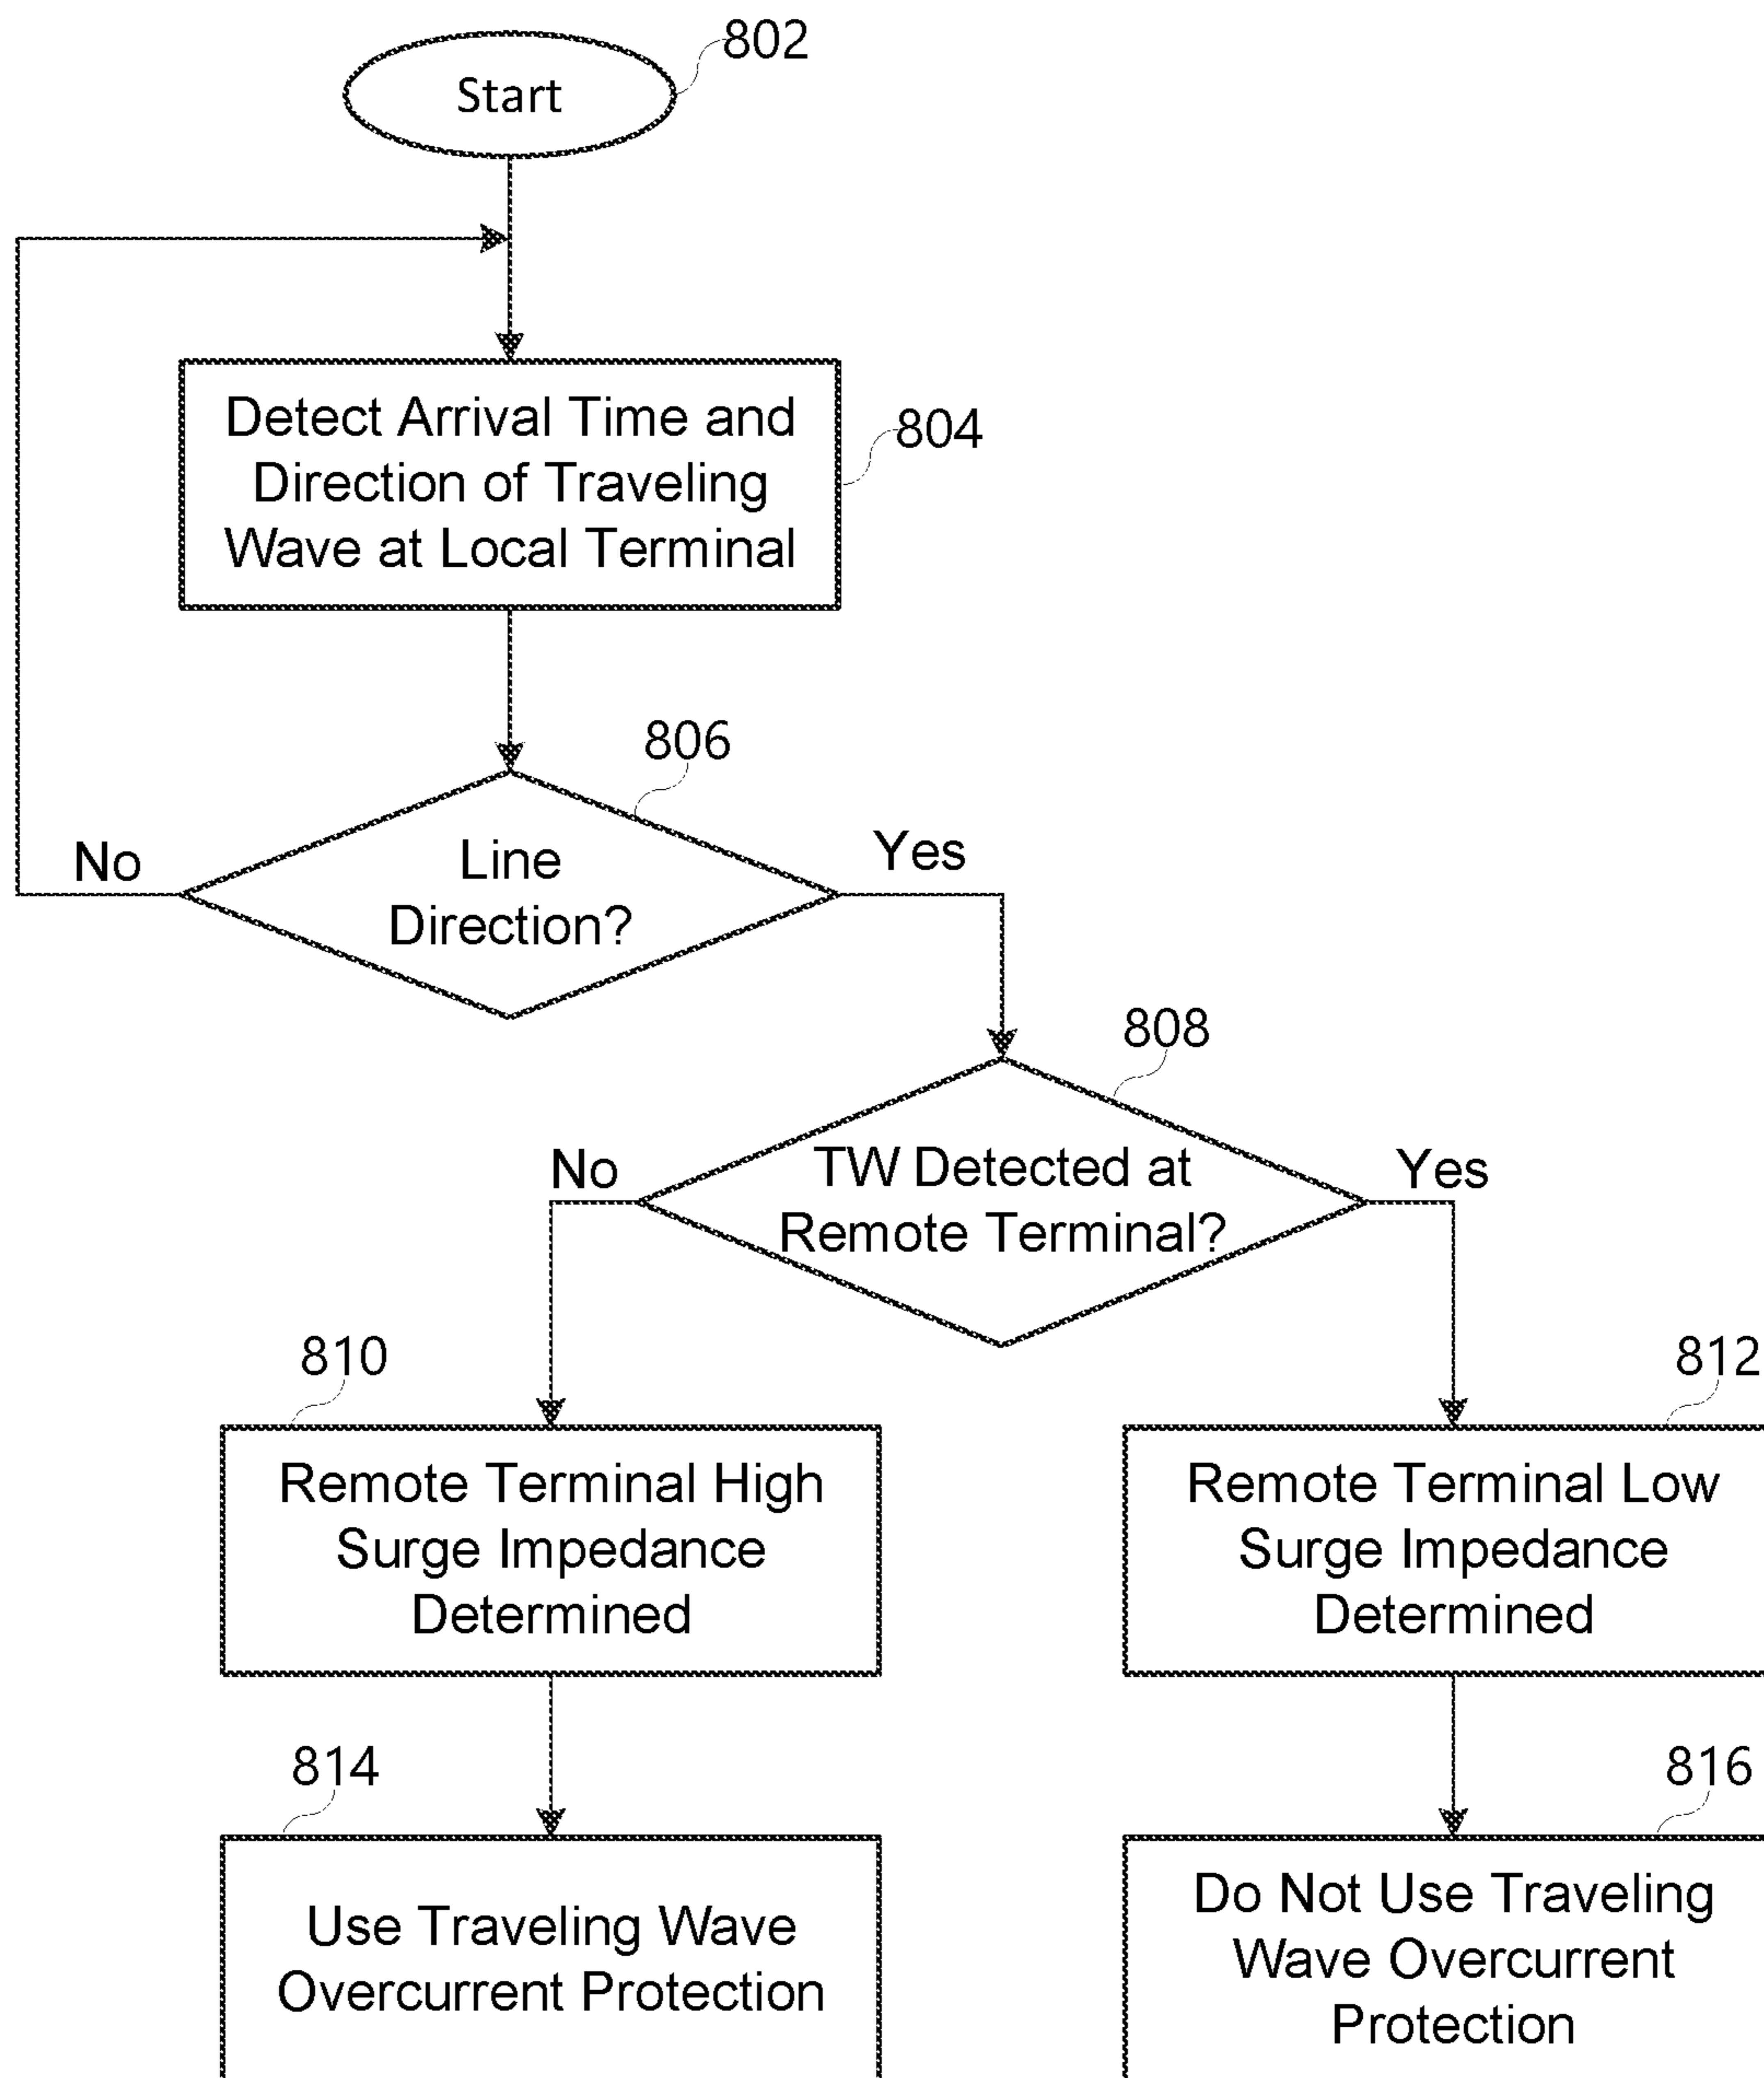 802
Start
Detect Arrival Time and
Direction of Traveling
Wave at Local Terminal
804
806
No
Line
Direction?
Yes
808
No
TW Detected at
Remote Terminal?
Yes
810
Remote Terminal High
Surge Impedance
Determined
812
Remote Terminal Low
Surge Impedance
Determined
814
Use Traveling Wave
Overcurrent Protection
816
Do Not Use Traveling
Wave Overcurrent
Protection